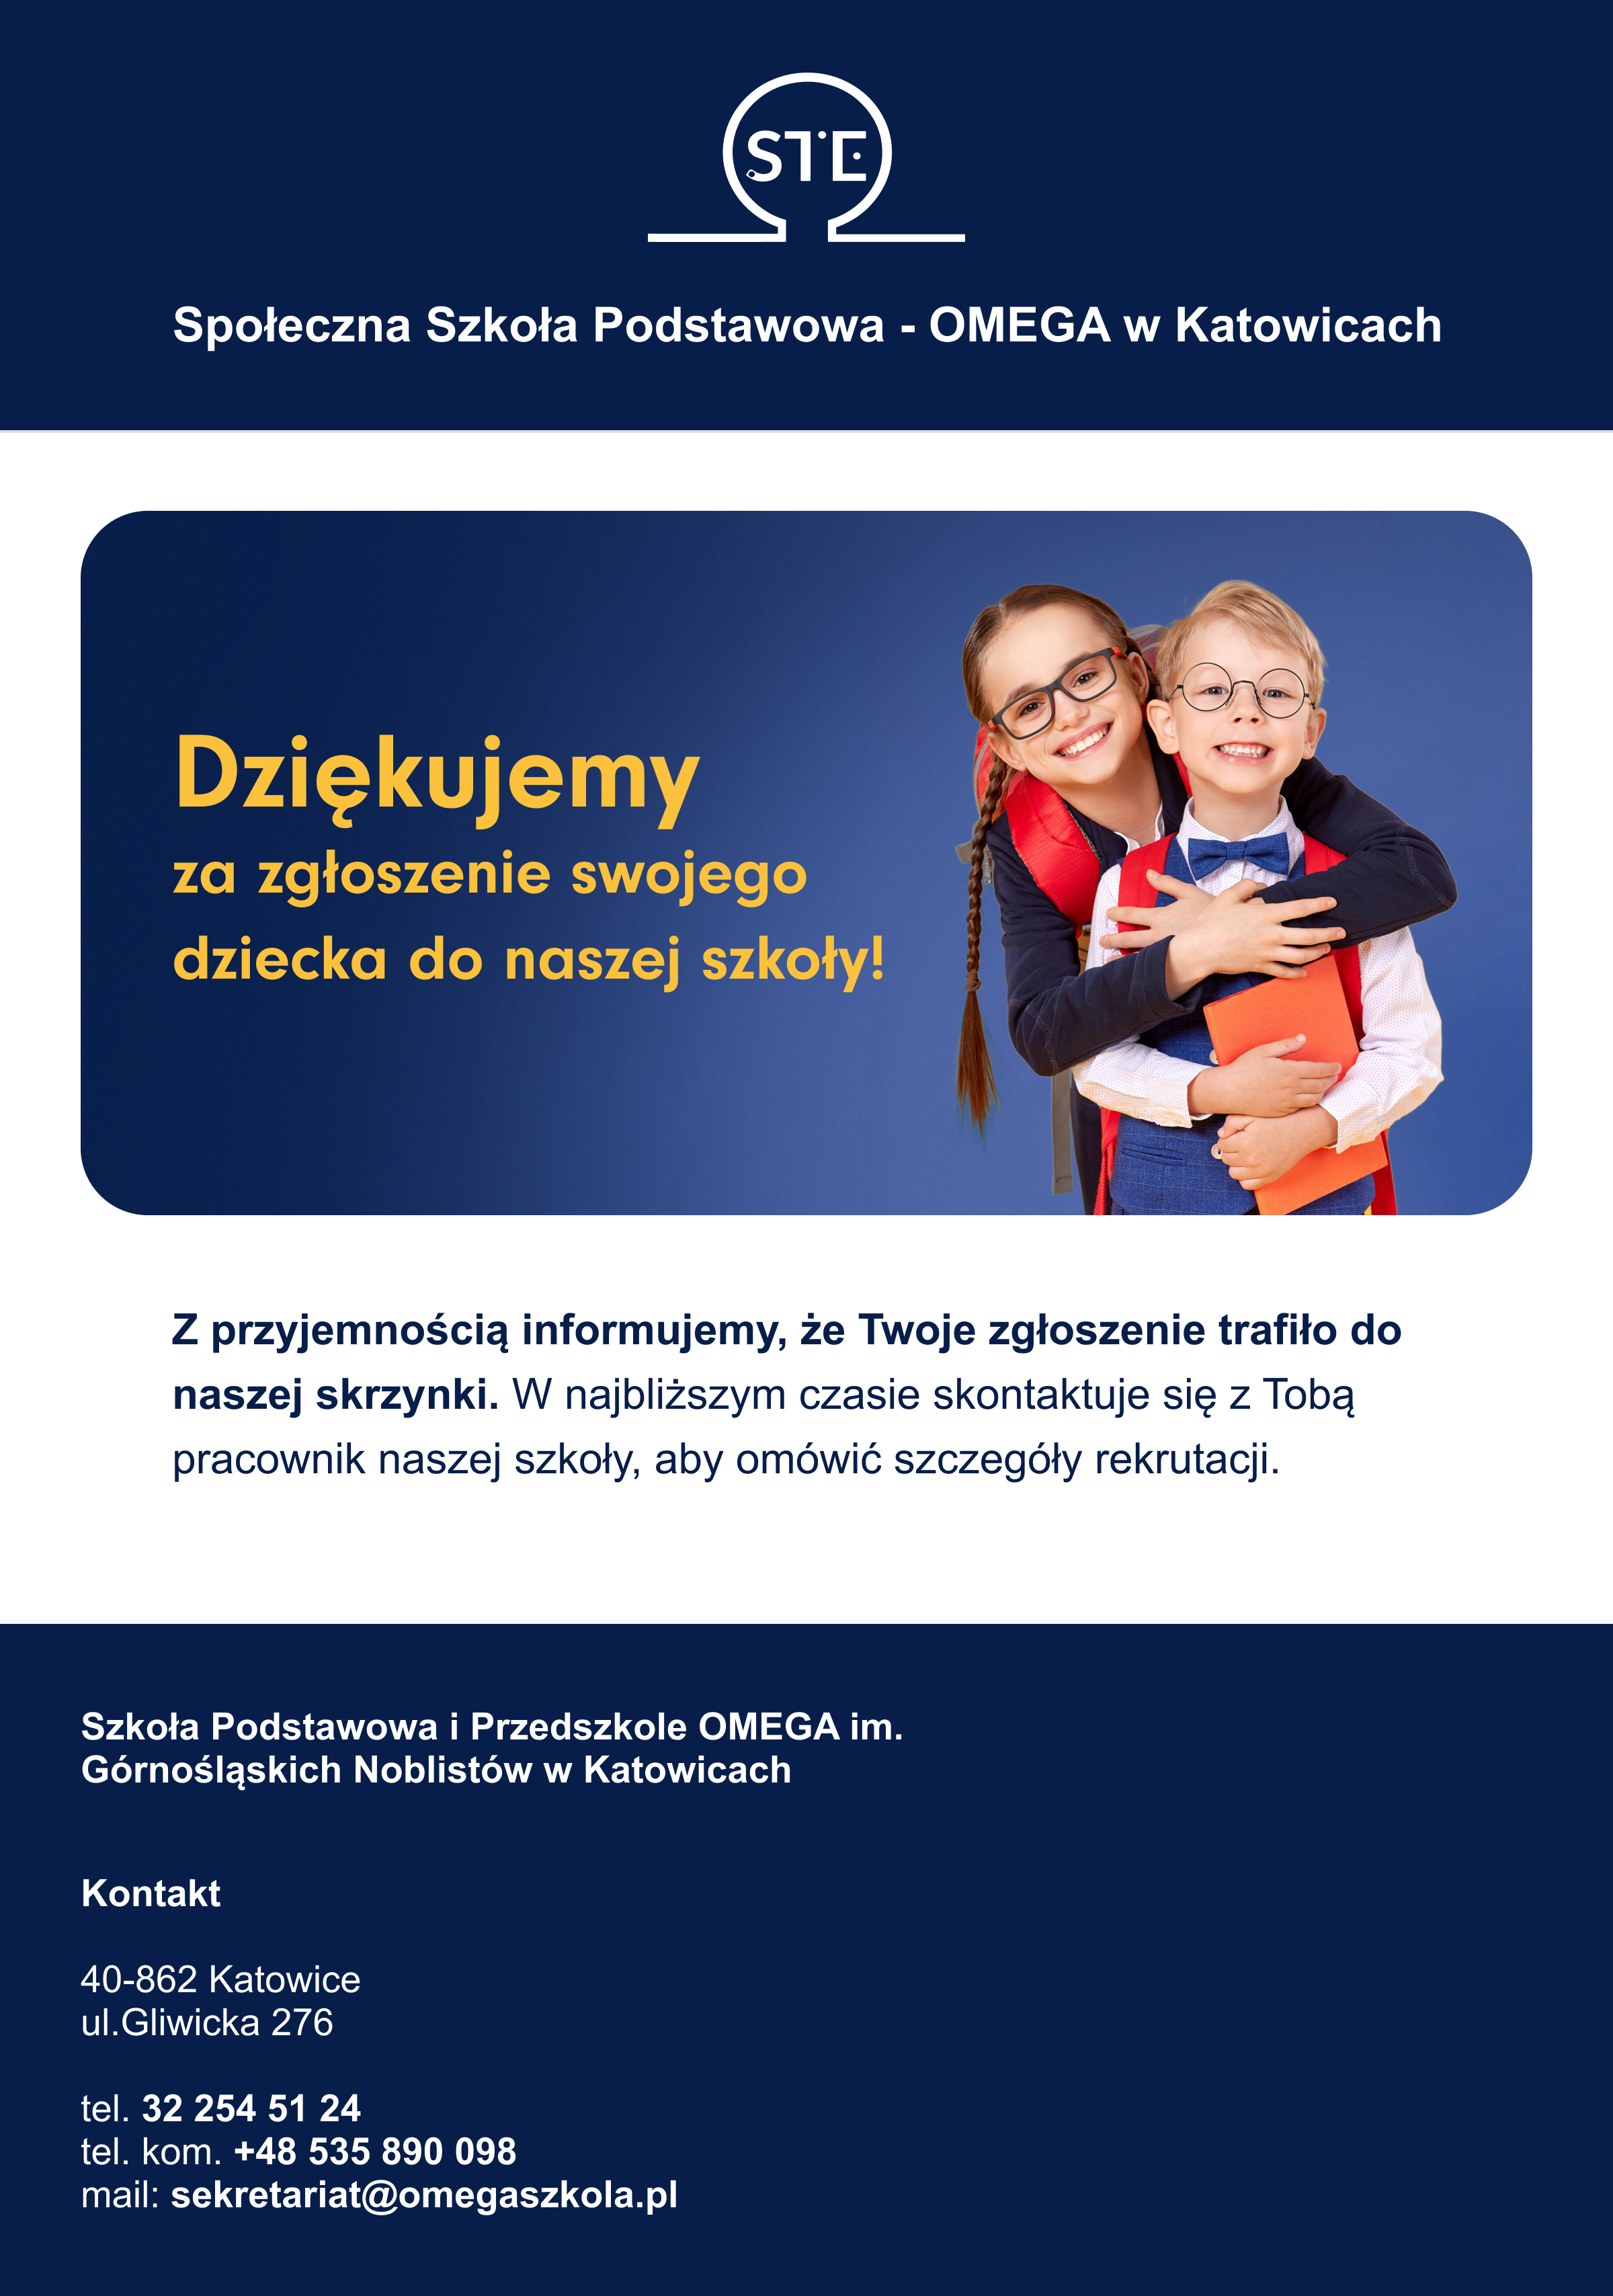 STE
Społeczna Szkoła Podstawowa - OMEGA w Katowicach
Dziękujemy
za zgłoszenie swojego
dziecka do naszej szkoły!
Z przyjemnością informujemy, że Twoje zgłoszenie trafiło do
naszej skrzynki. W najbliższym czasie skontaktuje się z Tobą
pracownik naszej szkoły, aby omówić szczegóły rekrutacji.
Szkoła Podstawowa i Przedszkole OMEGA im.
Górnośląskich Noblistów w Katowicach
Kontakt
40-862 Katowice
ul.Gliwicka 276
tel. 32 254 51 24
tel. kom. +48 535 890 098
mail: sekretariat@omegaszkola.pl